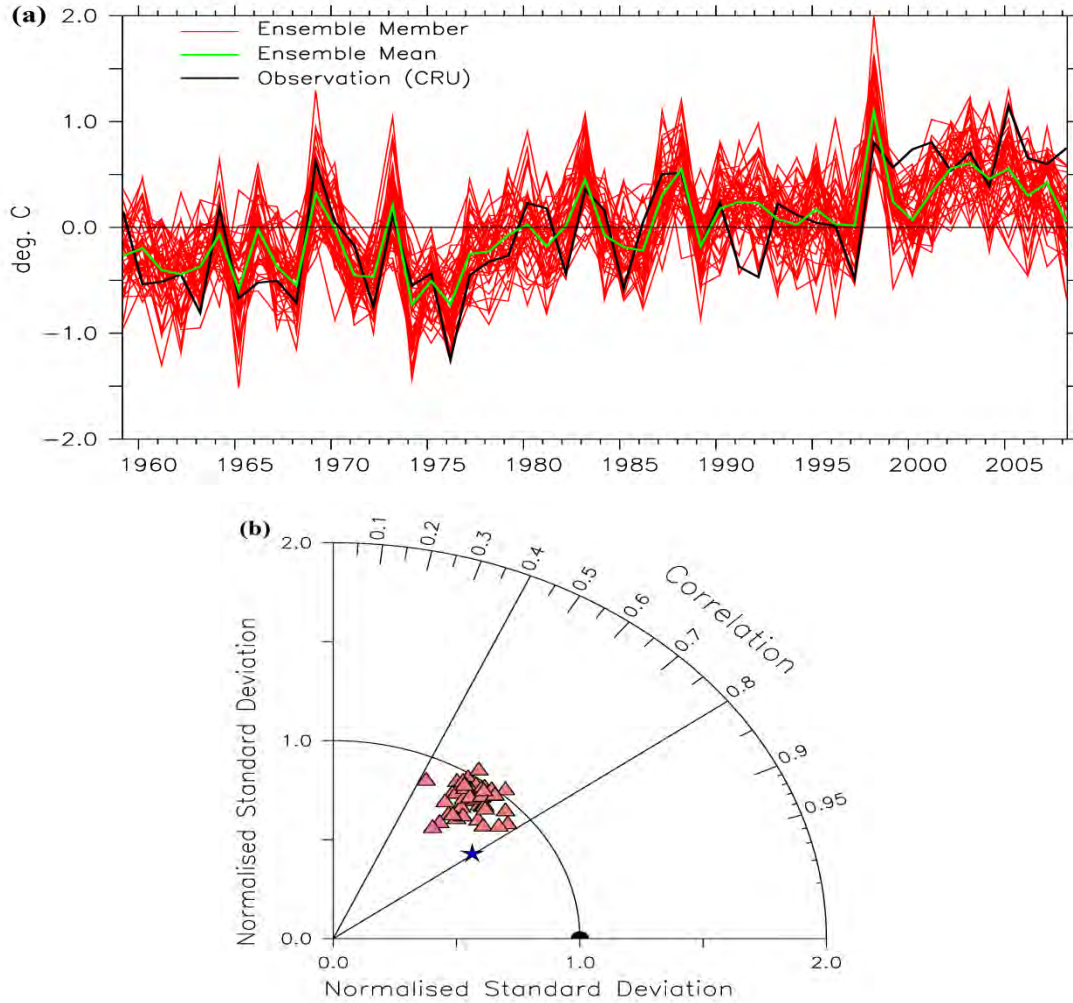 (a)
2.0
Ensemble Member
Ensemble Mean
Observation (CRU)
1.0
0.0
−1.0
−2.0
deg. C
1960 1965 1970 1975 1980 1985 1990 1995 2000 2005
(b)
2.0
1.0
0.0
Normalised Standard Deviation
0.1 0.2 0.3 0.4 0.5 0.6 0.7 0.8 0.9 0.95
Correlation
0.0 1.0 2.0
Normalised Standard Deviation